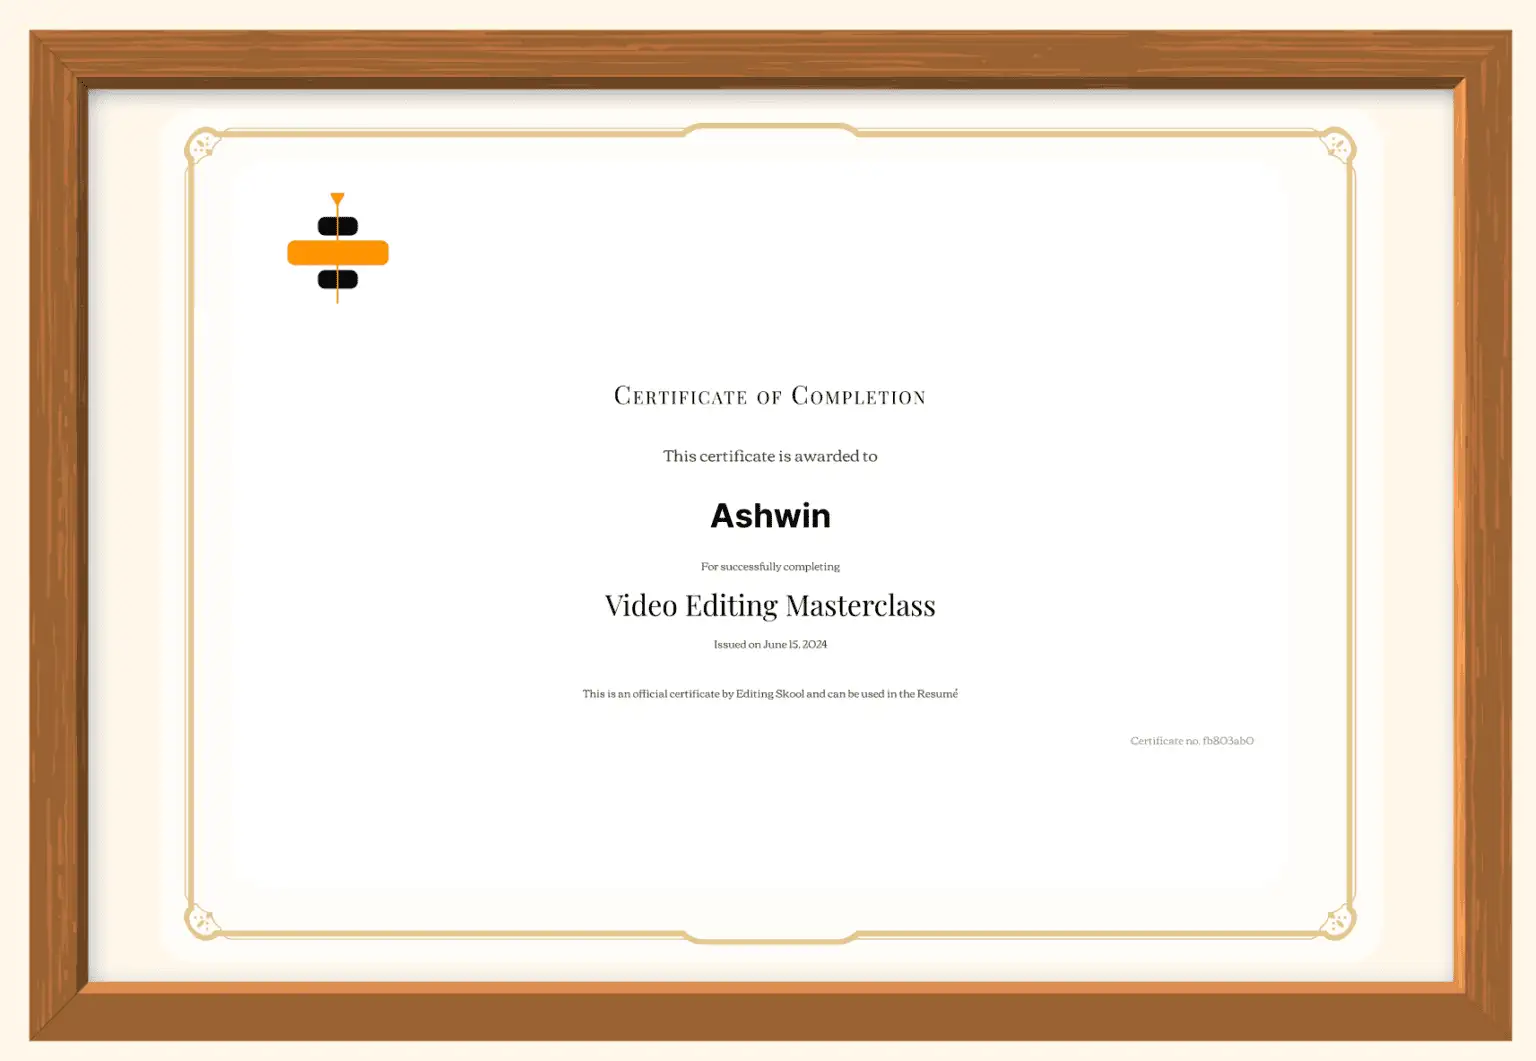 Certificate of Completion
This certificate is awarded to
Ashwin
For successfully completing
Video Editing Masterclass
Issued on June 15, 2024
This is an official certificate by Editing Skool and can be used in the Resumé
Certificate no. fb803ab0